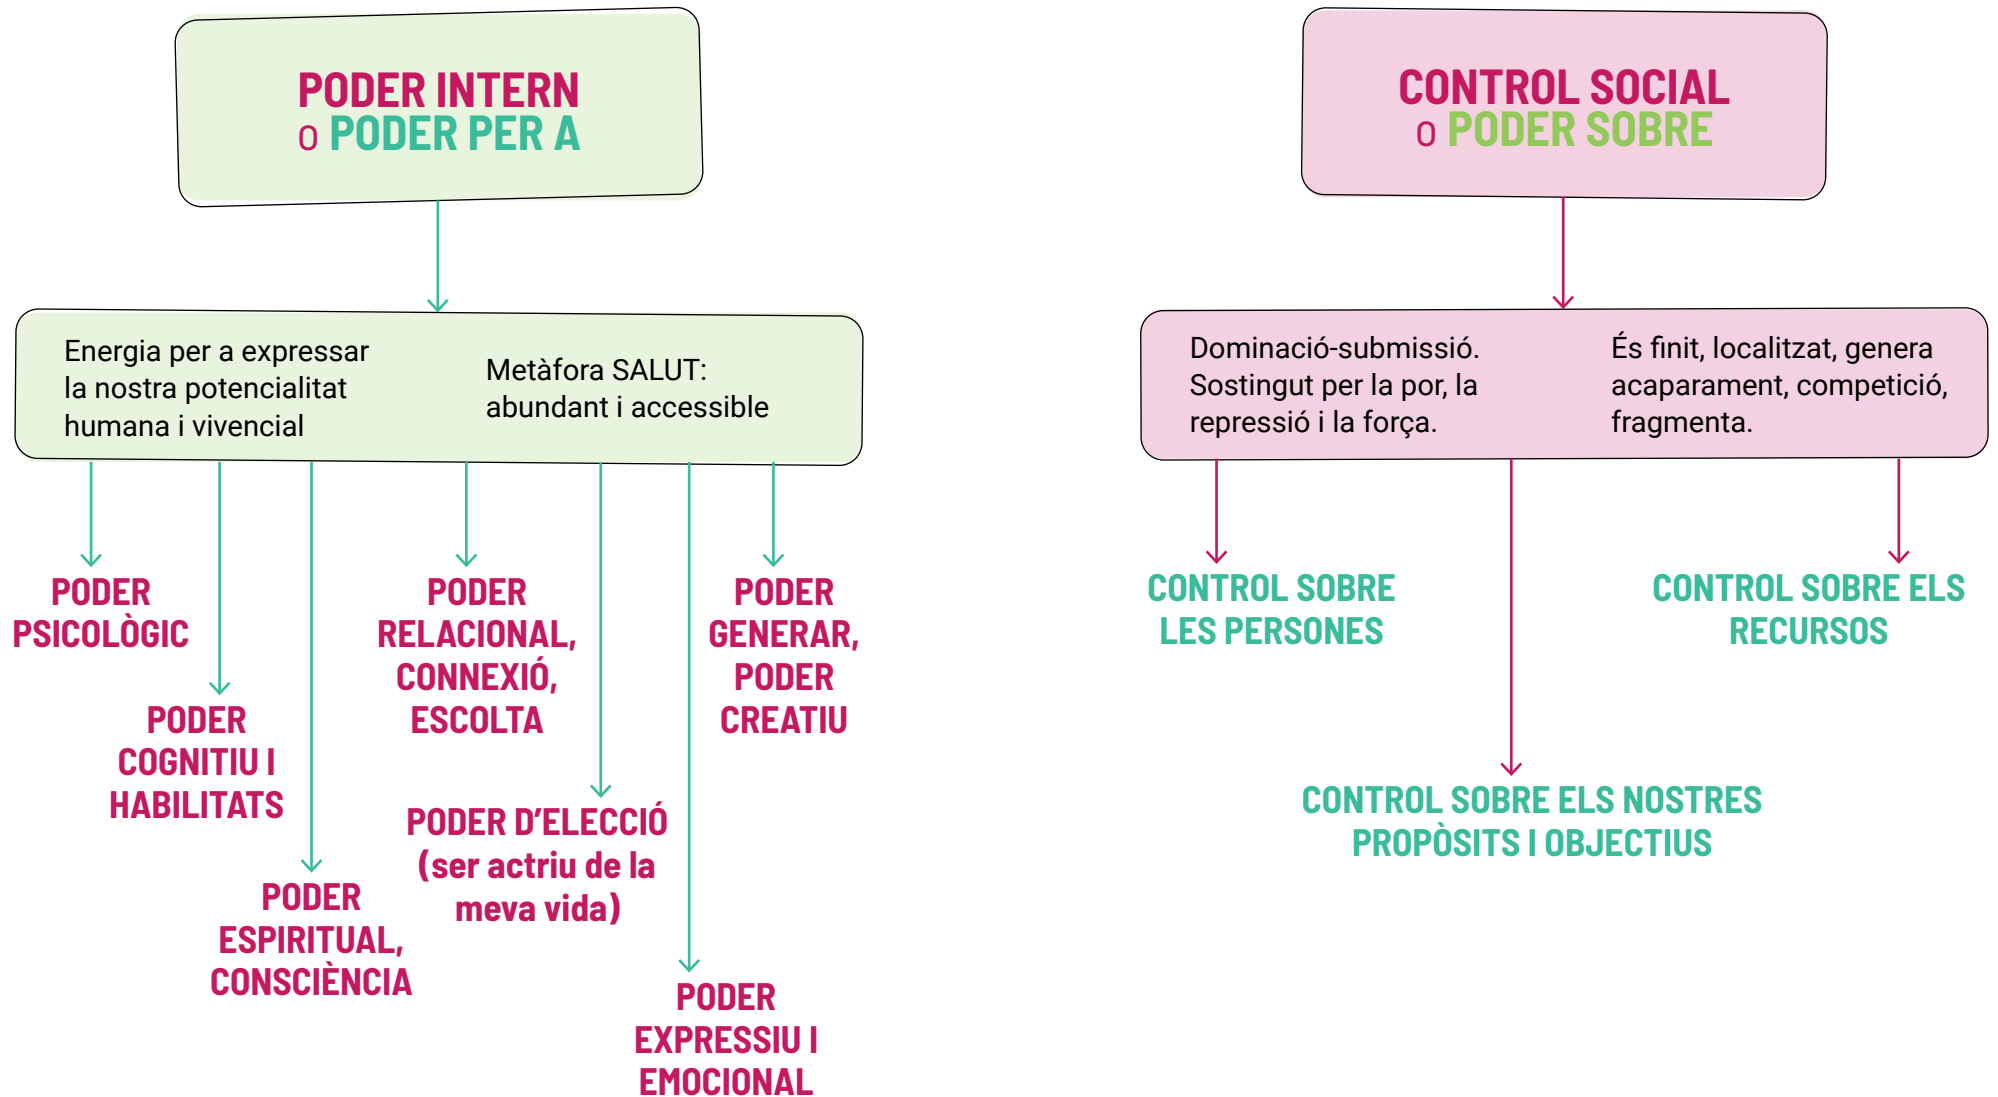 PODER INTERN
O PODER PER A
Energia per a expressar
la nostra potencialitat
humana i vivencial
Metàfora SALUT:
abundant i accessible
PODER
PSICOLÒGIC
PODER
COGNITIU I
HABILITATS
PODER
ESPIRITUAL,
CONSCIÈNCIA
PODER
RELACIONAL,
CONNEXIÓ,
ESCOLTA
PODER D’ELECCIÓ
(ser actriu de la
meva vida)
PODER
EXPRESSIU I
EMOCIONAL
PODER
GENERAR,
PODER
CREATIU
CONTROL SOCIAL
O PODER SOBRE
Dominació-submissió.
Sostingut per la por, la
repressió i la força.
És finit, localitzat, genera
acaparament, competició,
fragmenta.
CONTROL SOBRE
LES PERSONES
CONTROL SOBRE ELS NOSTRES
PROPÒSITS I OBJECTIUS
CONTROL SOBRE ELS
RECURSOS